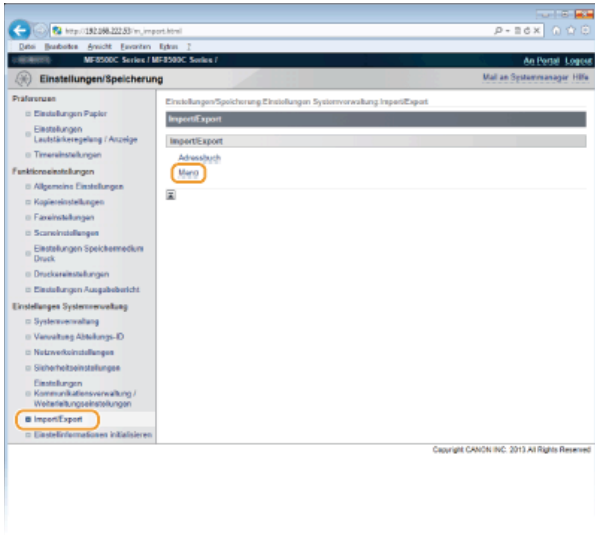 http://192.168.222.53/m_import.html
Datei Bearbeiten Ansicht Favoriten Extras ?
MF8500C Series / MF8500C Series /
An Portal Logout
Einstellungen/Speicherung
Mail an Systemmanager Hilfe
Präferenzen
Einstellungen Papier
Einstellungen
Lautstärkeregelung / Anzeige
Timereinstellungen
Funktionseinstellungen
Allgemeine Einstellungen
Kopiereinstellungen
Faxeinstellungen
Scaneinstellungen
Einstellungen Speichermedium
Druck
Druckereinstellungen
Einstellungen Ausgabebericht
Einstellungen Systemverwaltung
Systemverwaltung
Verwaltung Abteilungs-ID
Netzwerkeinstellungen
Sicherheitseinstellungen
Einstellungen
Kommunikationsverwaltung /
Weiterleitungseinstellungen
Import/Export
Einstellinformationen initialisieren
Einstellungen/Speicherung:Einstellungen Systemverwaltung:Import/Export
Import/Export
Import/Export
Adressbuch
Menü
Copyright CANON INC. 2013 All Rights Reserved